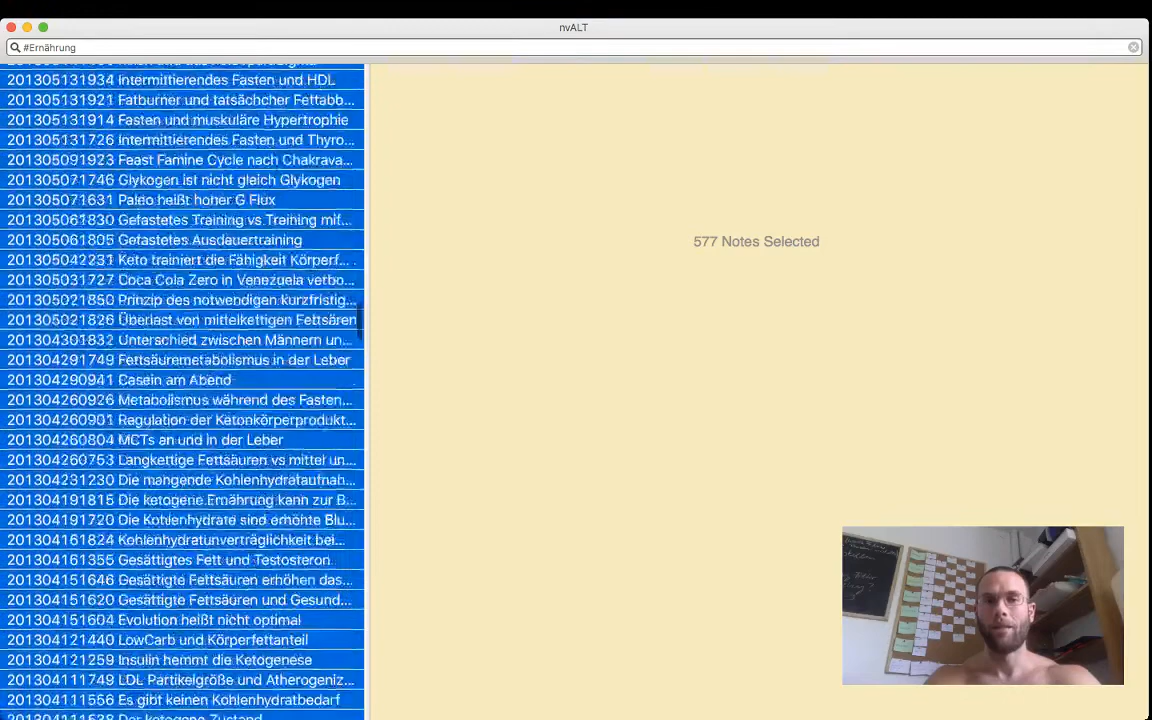 nvALT
#Ernährung
201305131934 Intermittierendes Fasten und HDL
201305131921 Fatburner und tatsächcher Fettabb...
201305131914 Fasten und muskuläre Hypertrophie
201305131726 Intermittierendes Fasten und Thyro...
201305091923 Feast Famine Cycle nach Chakrava...
201305071746 Glykogen ist nicht gleich Glykogen
201305071631 Paleo heißt hoher G Flux
201305061830 Gefastetes Training vs. Training mit...
201305061805 Gefastetes Ausdauertraining
201305042231 Keto trainiert die Fähigkeit Körperf...
201305031727 Coca Cola Zero in Venezuela verbo...
201305021850 Prinzip des notwendigen kurzfristig...
201305021826 Überlast von mittelkettigen Fettsären
201304301832 Unterschied zwischen Männern un...
201304291749 Fettsäuremetabolismus in der Leber
201304290941 Casein am Abend
201304260926 Metabolismus während des Fasten...
201304260901 Regulation der Ketonkörperprodukt...
201304260804 MCTs an und in der Leber
201304260753 Langkettige Fettsäuren vs mittel un...
201304231230 Die mangende Kohlenhydrataufnah...
201304191815 Die ketogene Ernährung kann zur B...
201304191720 Die Kohlenhydrate sind erhöhte Blu...
201304161824 Kohlenhydratunverträglichkeit bei...
201304161355 Gesättigtes Fett und Testosteron
201304151646 Gesättigte Fettsäuren erhöhen das...
201304151620 Gesättigte Fettsäuren und Gesund...
201304151604 Evolution heißt nicht optimal
201304121440 LowCarb und Körperfettanteil
201304121259 Insulin hemmt die Ketogenese
201304111749 LDL Partikelgröße und Atherogeniz...
201304111556 Es gibt keinen Kohlenhydratbedarf
Der ketogene Zustand
577 Notes Selected